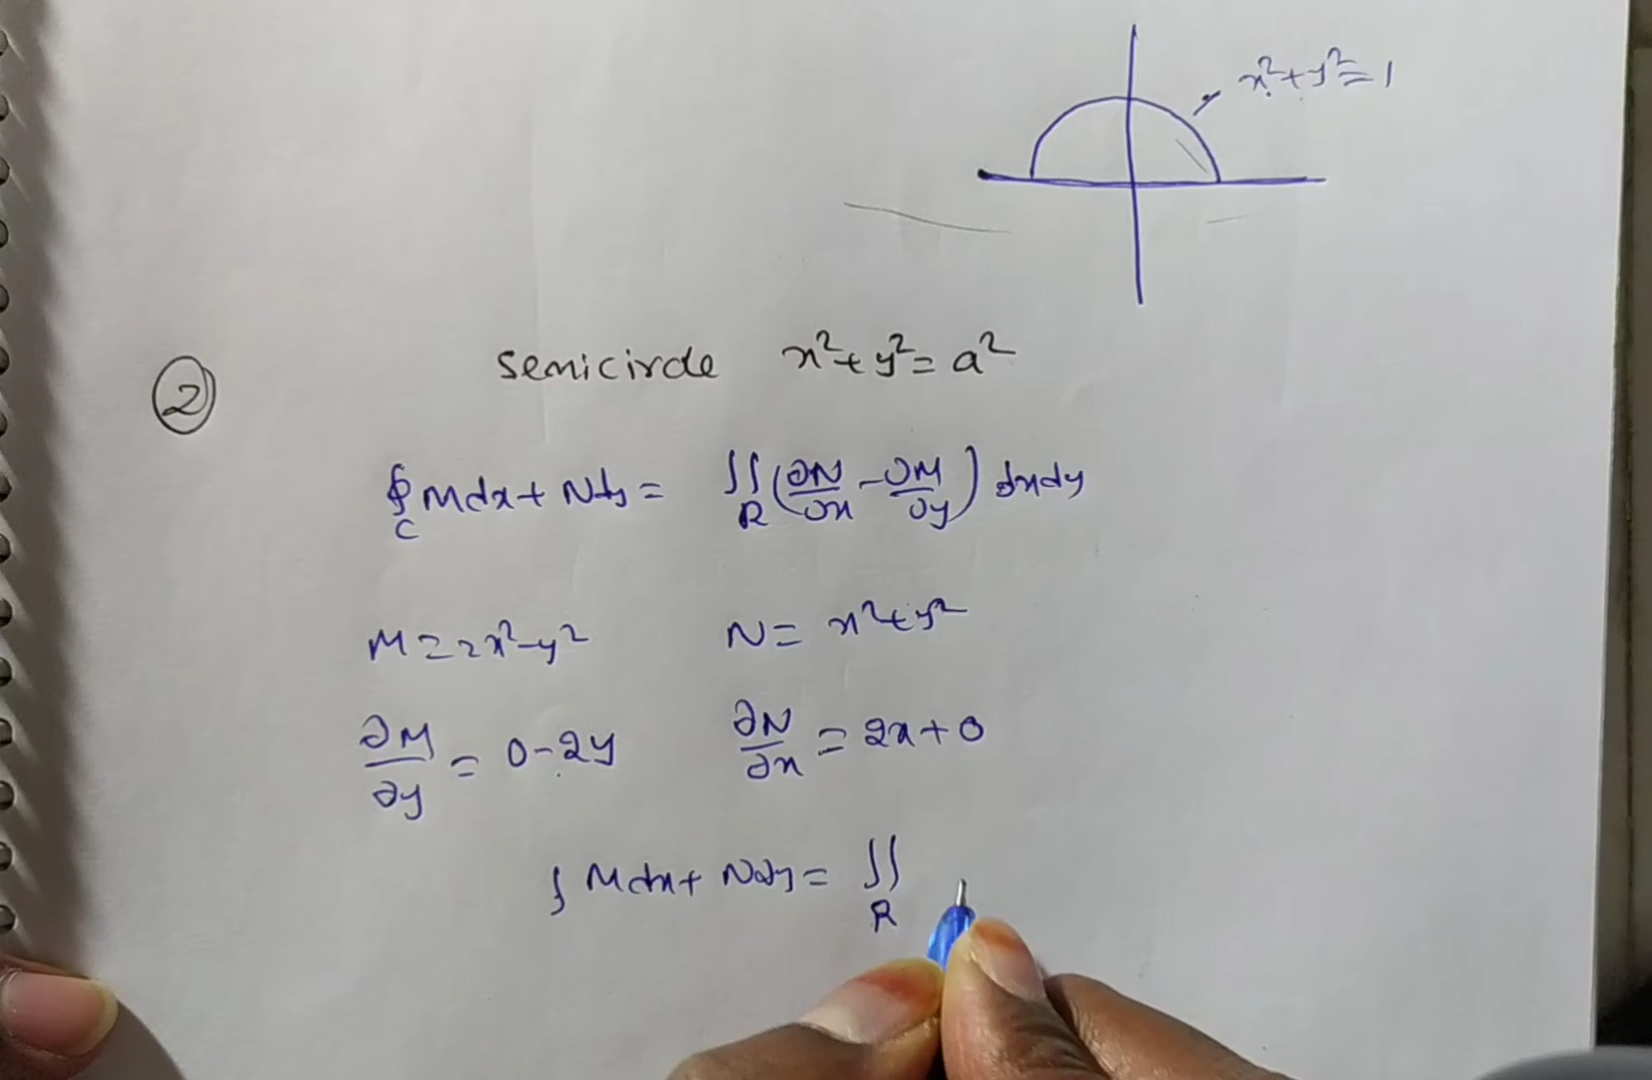 x²+y²=1
② semicircle x²+y²=a²
∮_C Mdx+Ndy = ∬_R (∂N/∂x - ∂M/∂y) dxdy
M=2x²-y² N= x²+y²
∂M/∂y = 0-2y ∂N/∂x = 2x+0
∫ Mdx+ Ndy = ∬_R